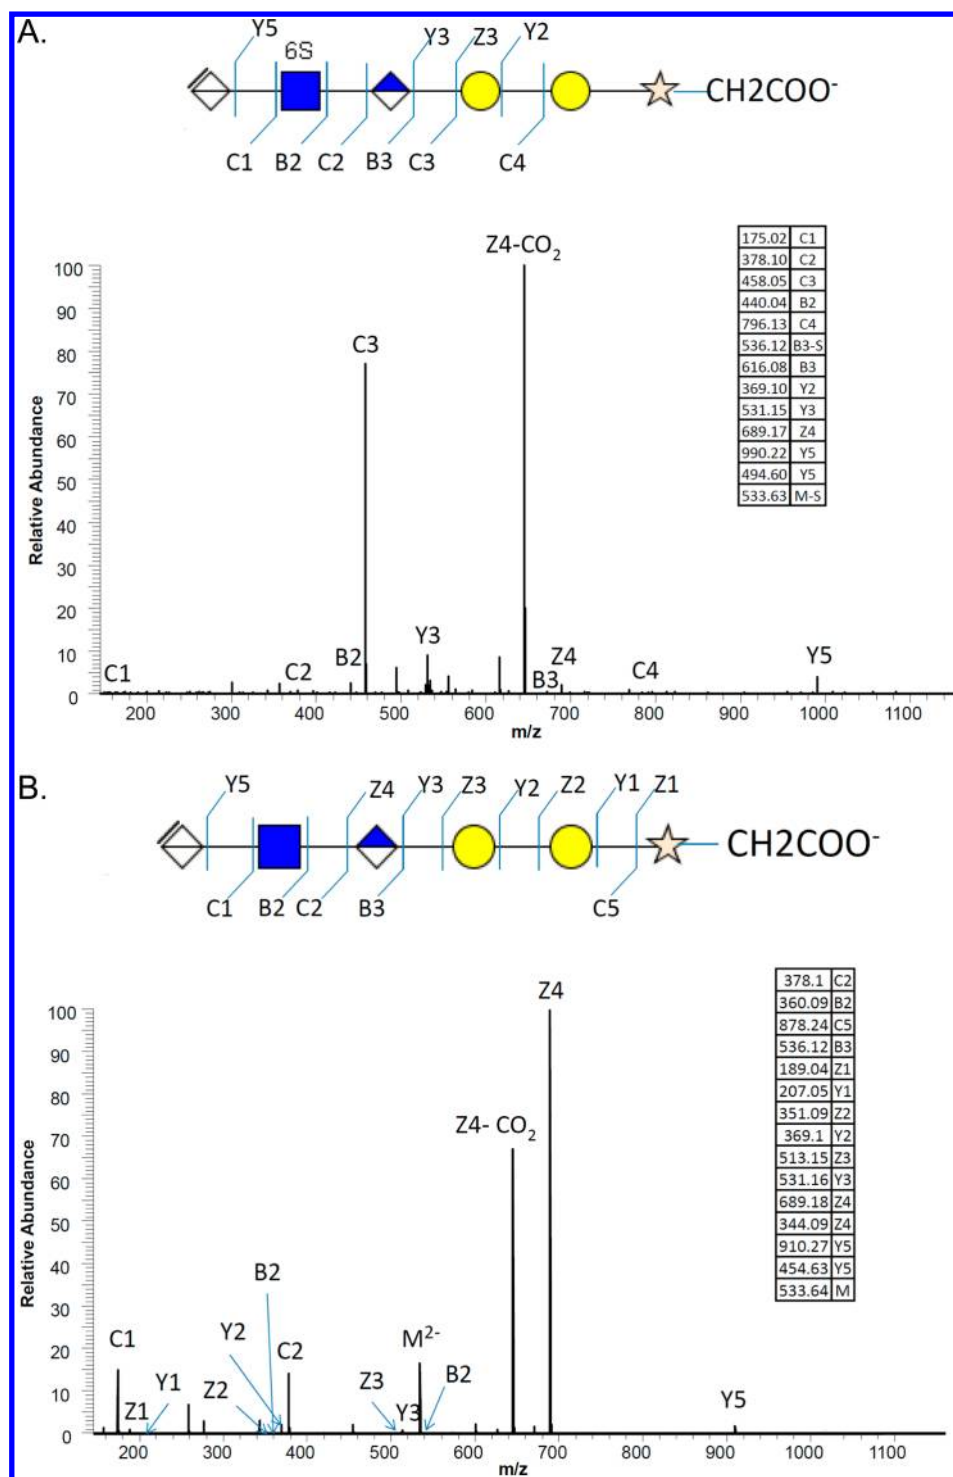 A.
Y5
6S
Y3
Z3
Y2
CH2COO-
C1
B2
C2
B3
C3
C4
Z4-CO2
175.02 C1
378.10 C2
458.05 C3
440.04 B2
796.13 C4
536.12 B3-S
616.08 B3
369.10 Y2
531.15 Y3
689.17 Z4
990.22 Y5
494.60 Y5
533.63 M-S
100
90
80
70
60
50
40
30
20
10
0
Relative Abundance
C3
C1
C2
B2
Y3
B3
Z4
C4
Y5
200 300 400 500 600 700 800 900 1000 1100
m/z
B.
Y5
Z4
Y3
Z3
Y2
Z2
Y1
Z1
CH2COO-
C1
B2
C2
B3
C5
378.1 C2
360.09 B2
878.24 C5
536.12 B3
189.04 Z1
207.05 Y1
351.09 Z2
369.1 Y2
513.15 Z3
531.16 Y3
689.18 Z4
344.09 Z4
910.27 Y5
454.63 Y5
533.64 M
100
90
80
70
60
50
40
30
20
10
0
Relative Abundance
Z4
Z4- CO2
B2
Y2
C1
Y1
Z1
Z2
C2
M2-
Z3
Y3
B2
Y5
200 300 400 500 600 700 800 900 1000 1100
m/z